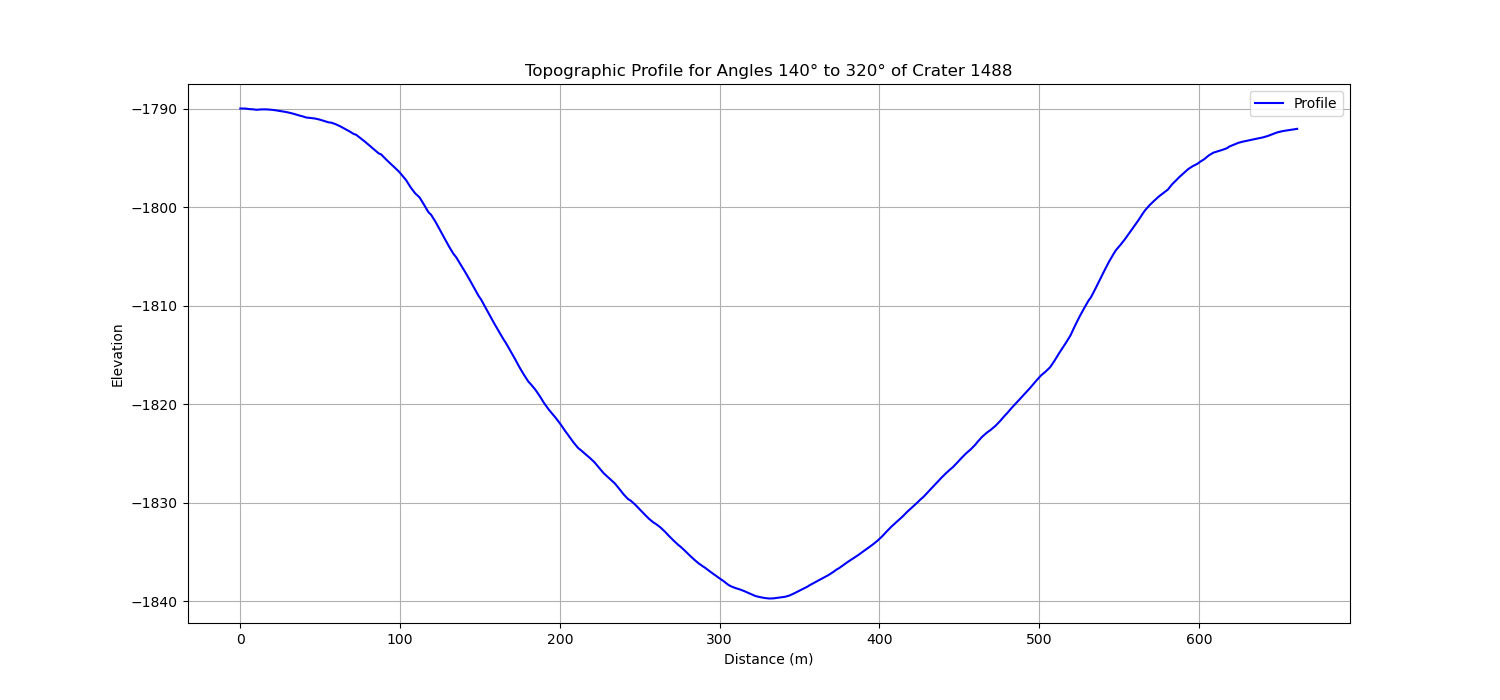 Topographic Profile for Angles 140° to 320° of Crater 1488
Profile
−1790
−1800
−1810
−1820
−1830
−1840
Elevation
0 100 200 300 400 500 600
Distance (m)